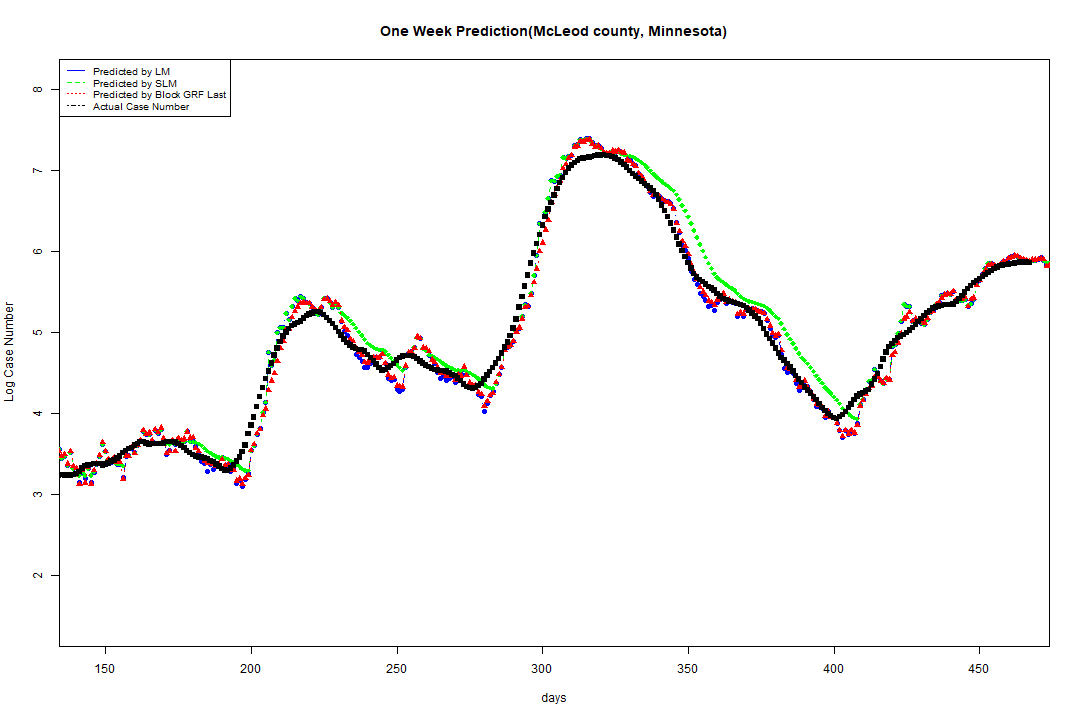 One Week Prediction(McLeod county, Minnesota)
Predicted by LM
Predicted by SLM
Predicted by Block GRF Last
Actual Case Number
8
7
6
5
4
3
2
Log Case Number
150 200 250 300 350 400 450
days